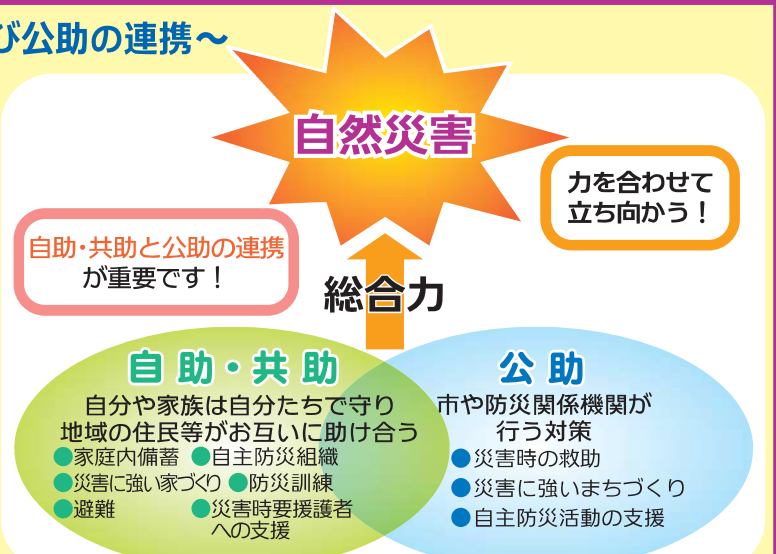 び公助の連携～
自然災害
力を合わせて
立ち向かう！
自助・共助と公助の連携
が重要です！
総合力
自助・共助
自分や家族は自分たちで守り
地域の住民等がお互いに助け合う
●家庭内備蓄 ●自主防災組織
●災害に強い家づくり ●防災訓練
●避難 ●災害時要援護者
への支援
公助
市や防災関係機関が
行う対策
●災害時の救助
●災害に強いまちづくり
●自主防災活動の支援